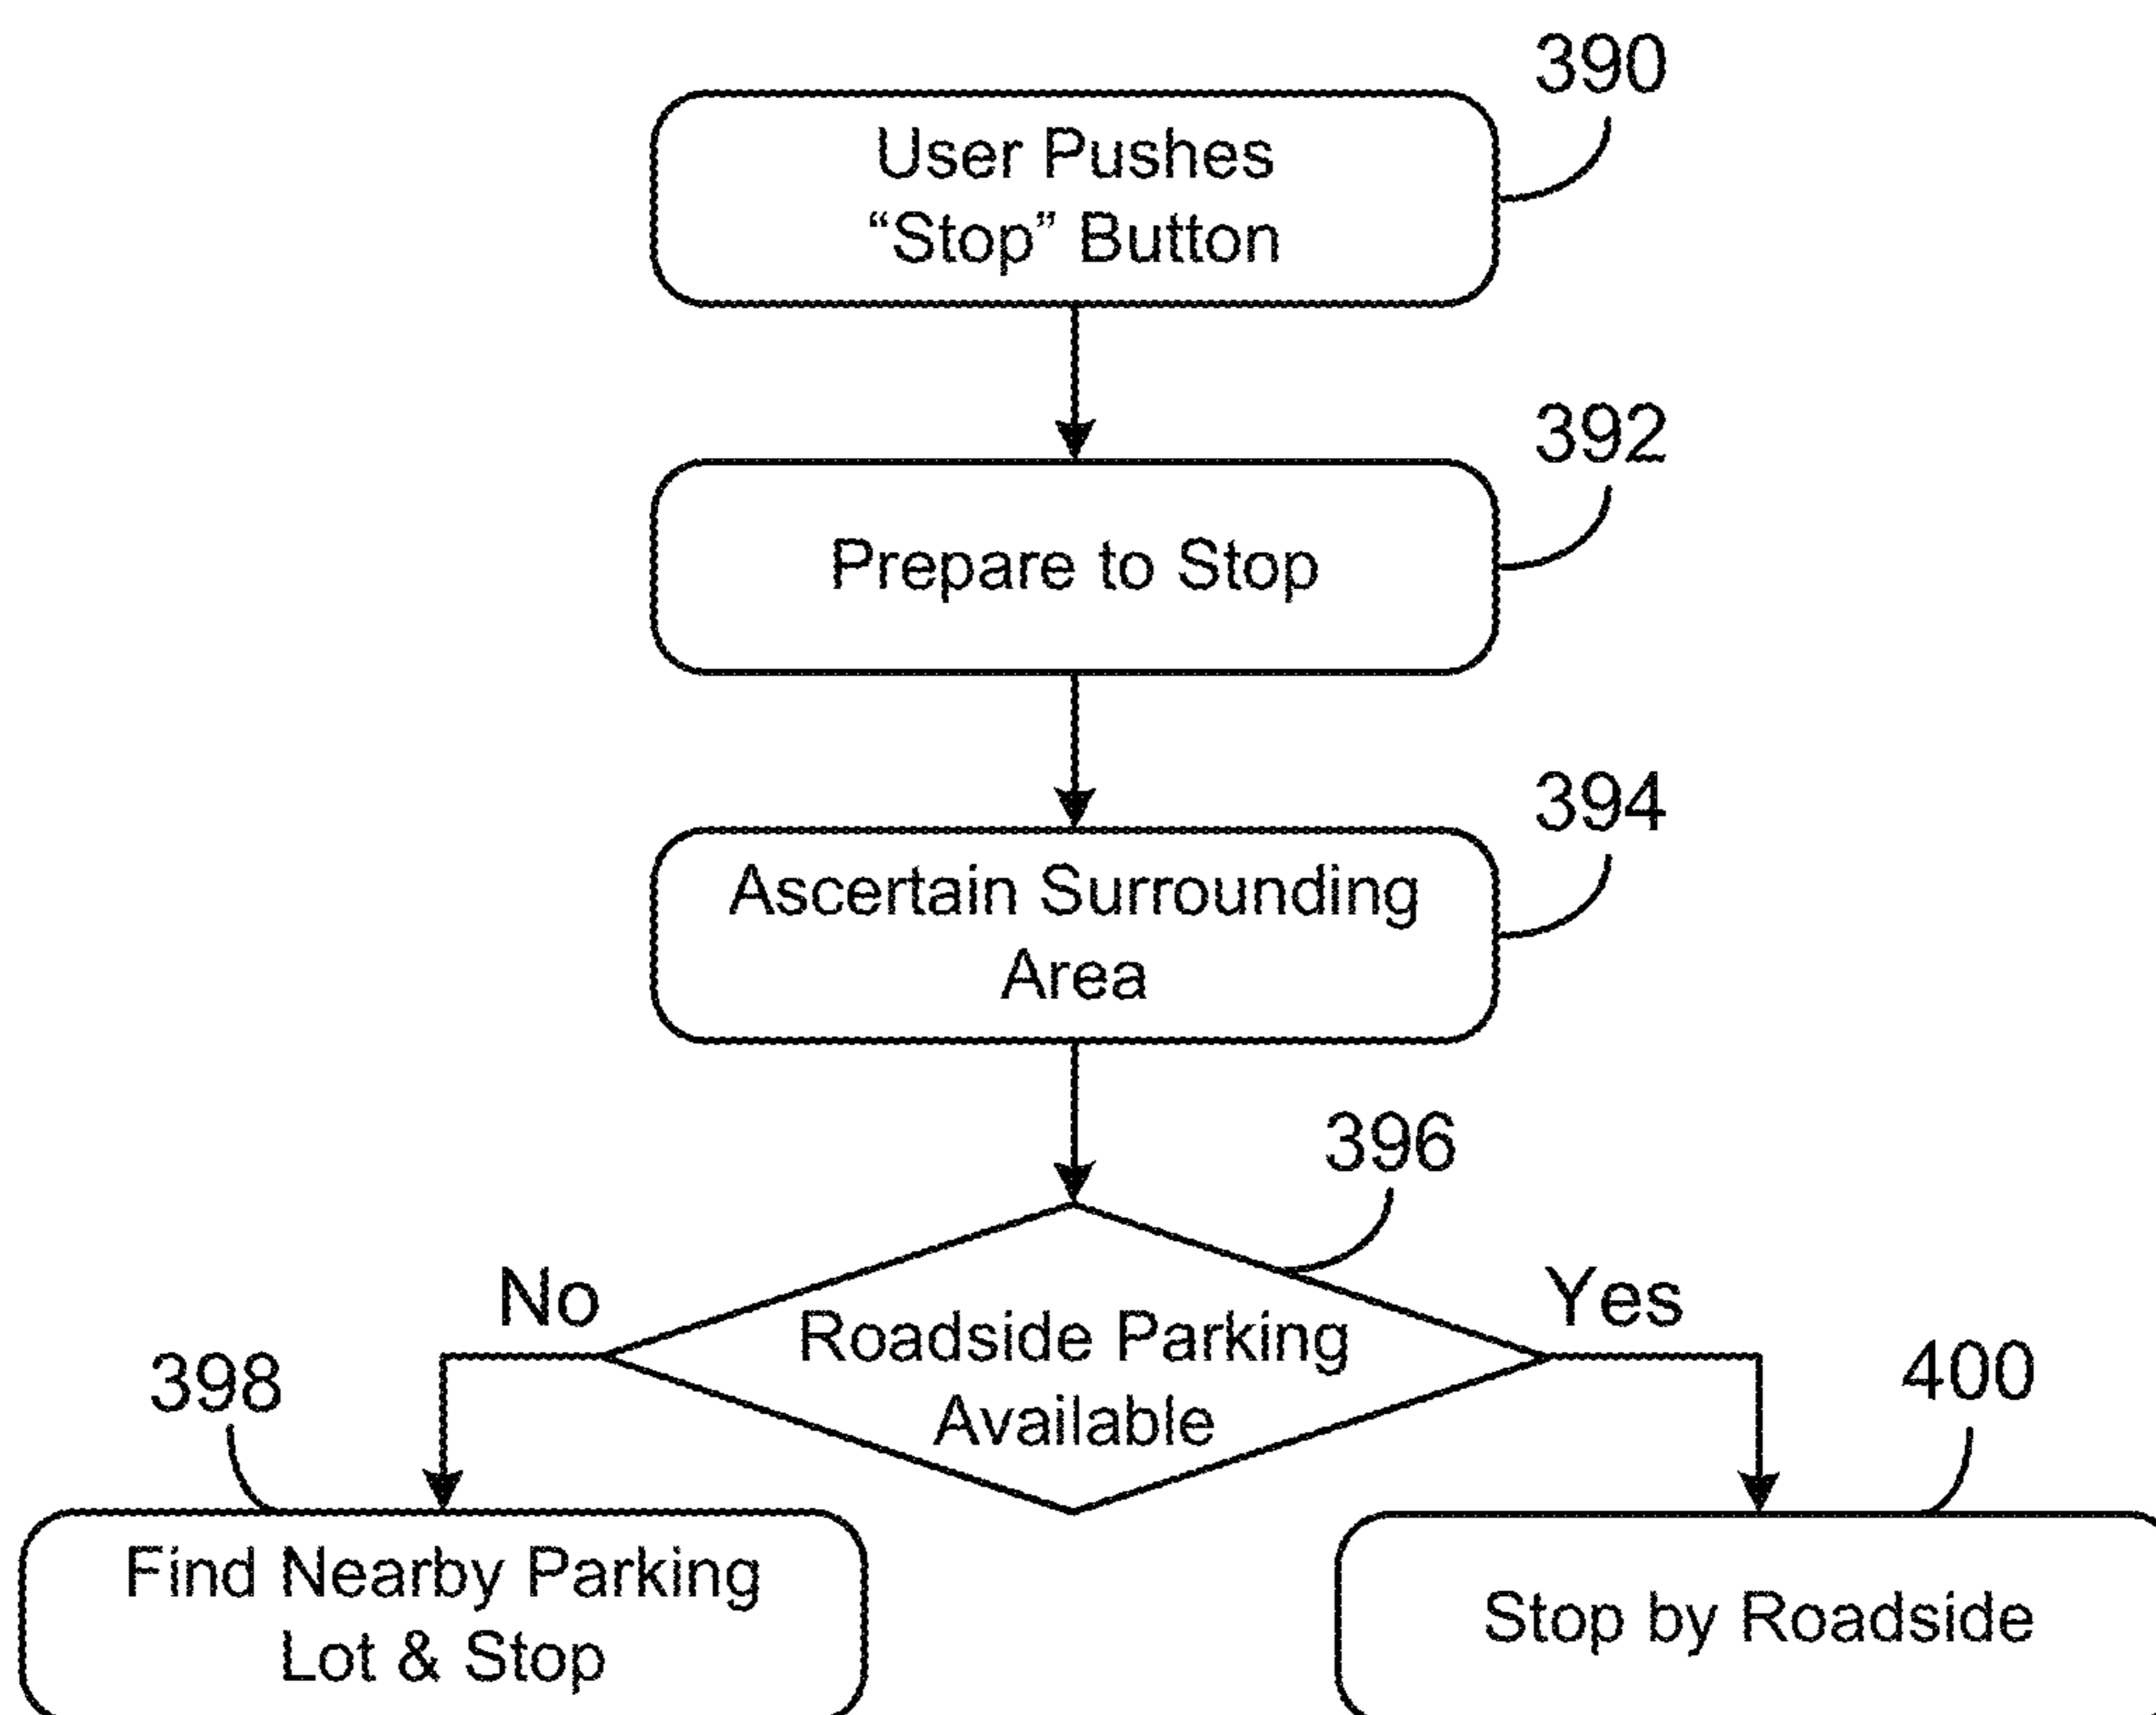 390
User Pushes
“Stop” Button
392
Prepare to Stop
394
Ascertain Surrounding
Area
396
No
Yes
Roadside Parking
Available
398
400
Find Nearby Parking
Lot & Stop
Stop by Roadside